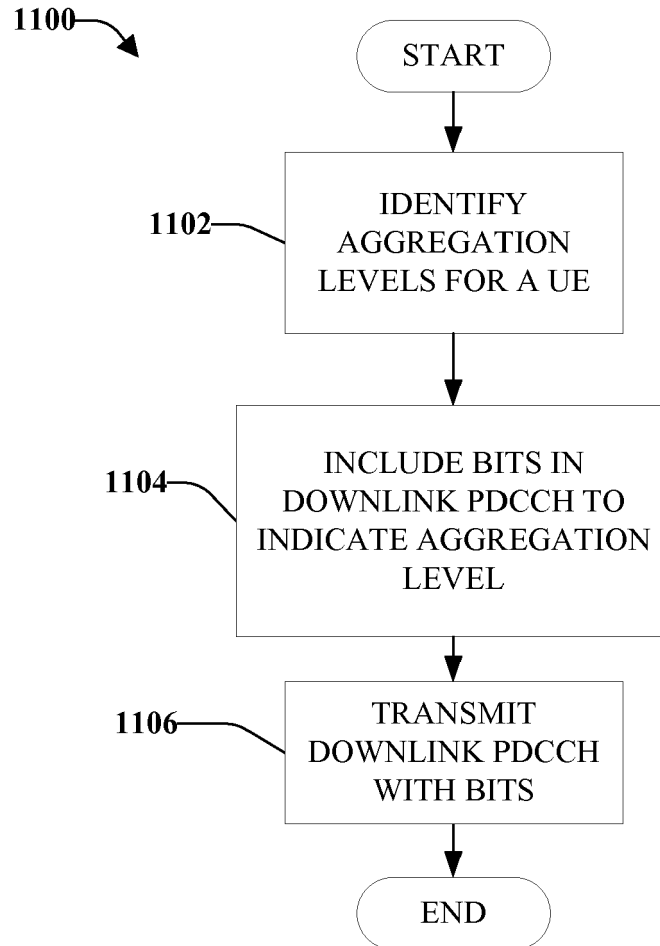 1100
START
1102
IDENTIFY
AGGREGATION
LEVELS FOR A UE
1104
INCLUDE BITS IN
DOWNLINK PDCCH TO
INDICATE AGGREGATION
LEVEL
1106
TRANSMIT
DOWNLINK PDCCH
WITH BITS
END